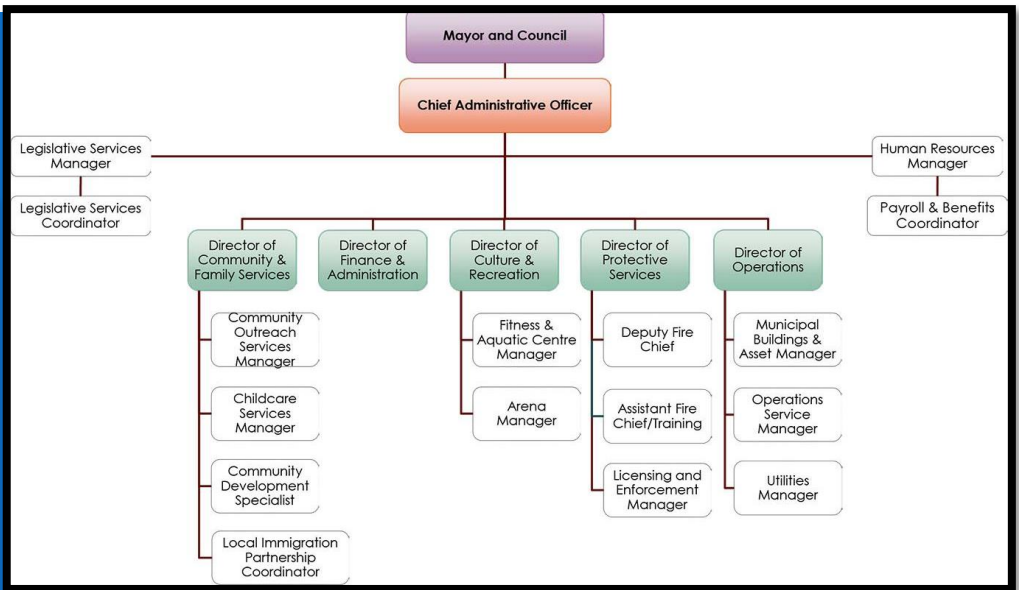 Mayor and Council
Chief Administrative Officer
Legislative Services
Manager
Human Resources
Manager
Legislative Services
Coordinator
Payroll & Benefits
Coordinator
Director of
Community &
Family Services
Director of
Finance &
Administration
Director of
Culture &
Recreation
Director of
Protective
Services
Director of
Operations
Community
Outreach
Services
Manager
Childcare
Services
Manager
Community
Development
Specialist
Local Immigration
Partnership
Coordinator
Fitness &
Aquatic Centre
Manager
Arena
Manager
Deputy Fire
Chief
Assistant Fire
Chief/Training
Licensing and
Enforcement
Manager
Municipal
Buildings &
Asset Manager
Operations
Service
Manager
Utilities
Manager